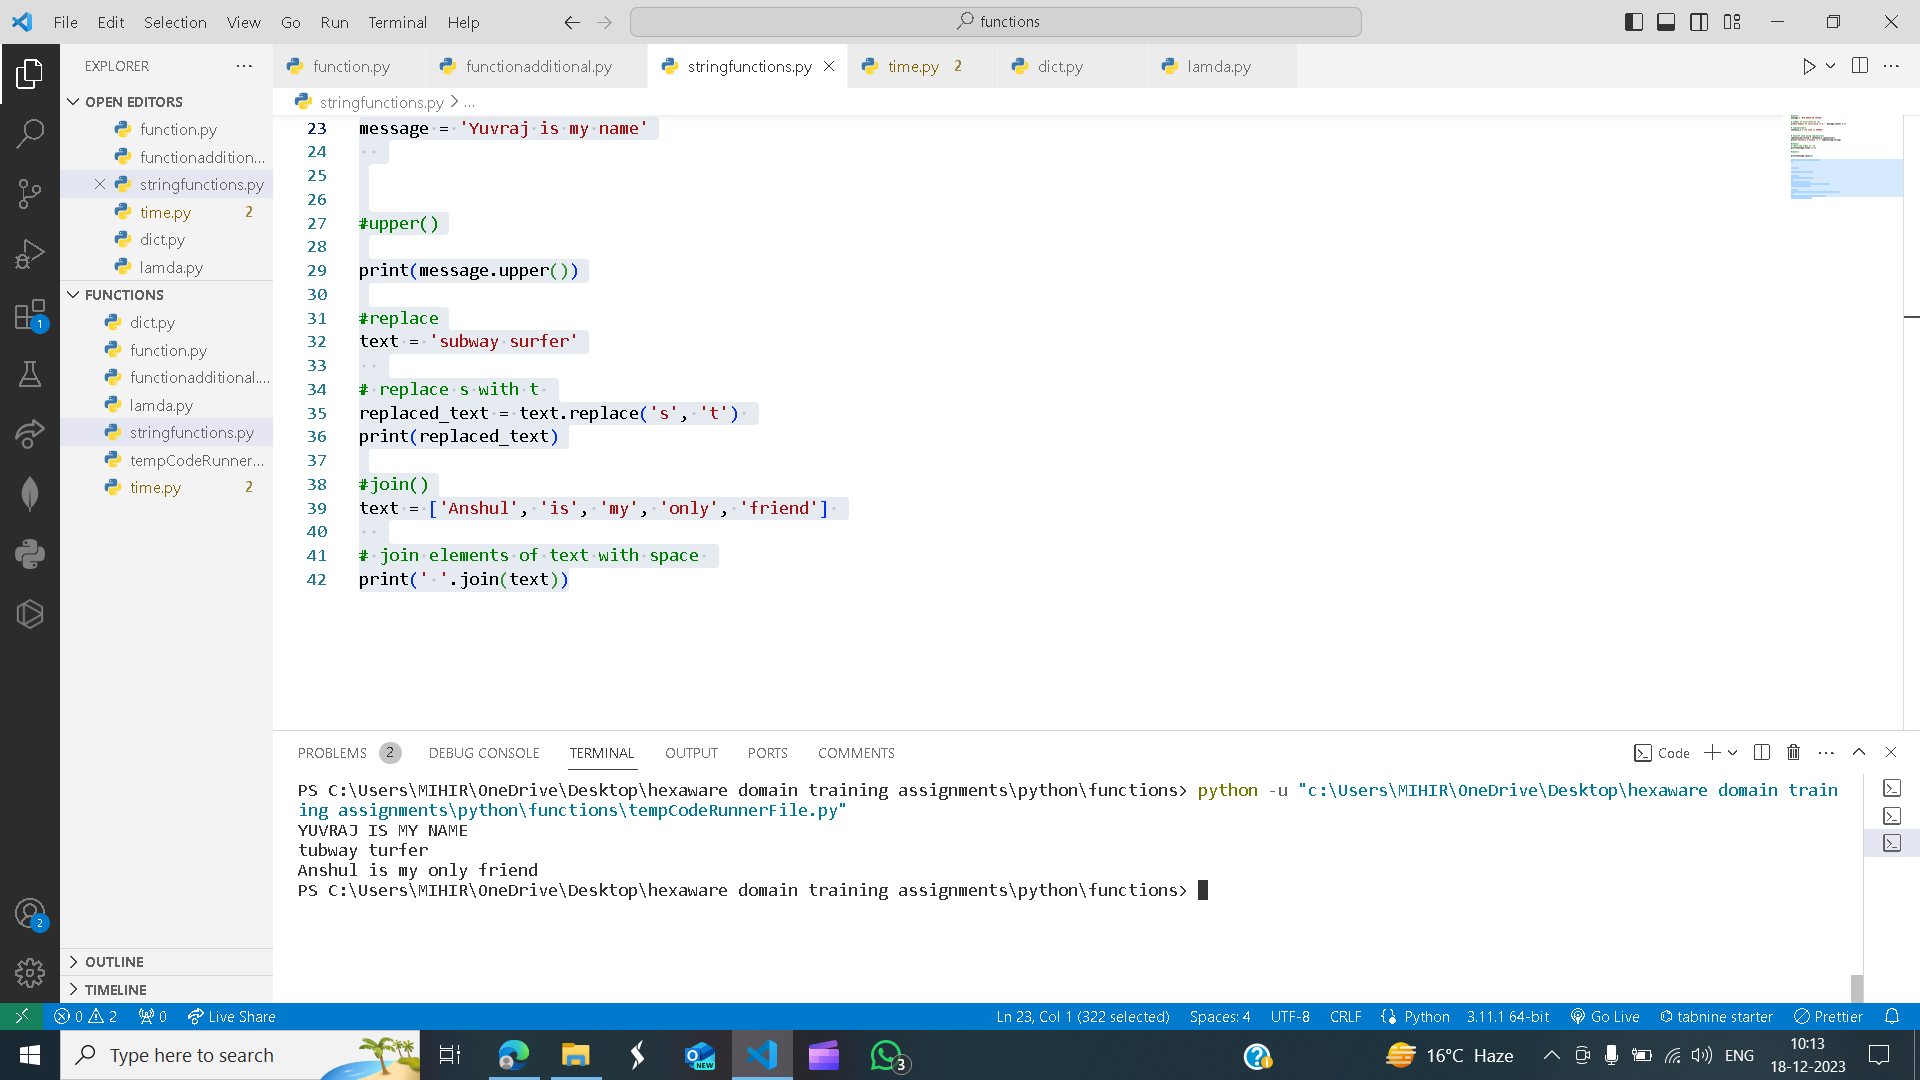 File Edit Selection View Go Run Terminal Help
functions
EXPLORER
OPEN EDITORS
function.py
functionaddition...
stringfunctions.py
time.py 2
dict.py
lamda.py
FUNCTIONS
dict.py
function.py
functionadditional....
lamda.py
stringfunctions.py
tempCodeRunner...
time.py 2
OUTLINE
TIMELINE
1
2
function.py functionadditional.py stringfunctions.py time.py 2 dict.py lamda.py
stringfunctions.py > ...
23 message = 'Yuvraj is my name'
24
25
26
27 #upper()
28
29 print(message.upper())
30
31 #replace
32 text = 'subway surfer'
33
34 # replace s with t
35 replaced_text = text.replace('s', 't')
36 print(replaced_text)
37
38 #join()
39 text = ['Anshul', 'is', 'my', 'only', 'friend']
40
41 # join elements of text with space
42 print(' '.join(text))
PROBLEMS 2 DEBUG CONSOLE TERMINAL OUTPUT PORTS COMMENTS
Code
PS C:\Users\MIHIR\OneDrive\Desktop\hexaware domain training assignments\python\functions> python -u "c:\Users\MIHIR\OneDrive\Desktop\hexaware domain train
ing assignments\python\functions\tempCodeRunnerFile.py"
YUVRAJ IS MY NAME
tubway turfer
Anshul is my only friend
PS C:\Users\MIHIR\OneDrive\Desktop\hexaware domain training assignments\python\functions>
0 2 0 Live Share Ln 23, Col 1 (322 selected) Spaces: 4 UTF-8 CRLF Python 3.11.1 64-bit Go Live tabnine starter Prettier
Type here to search
NEW
3
16°C Haze
ENG
10:13
18-12-2023